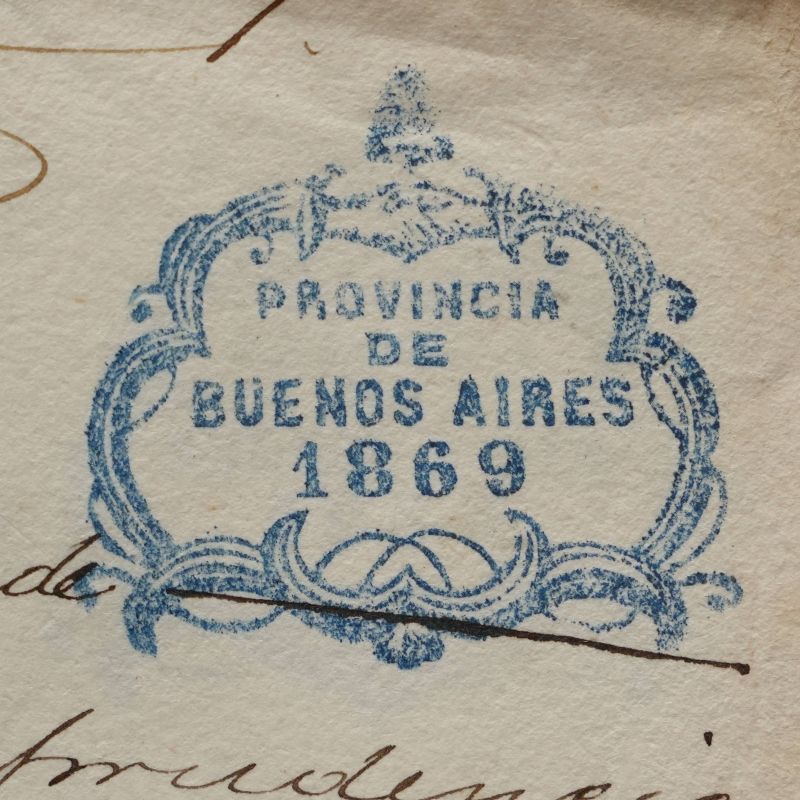 PROVINCIA
DE
BUENOS AIRES
1869
de